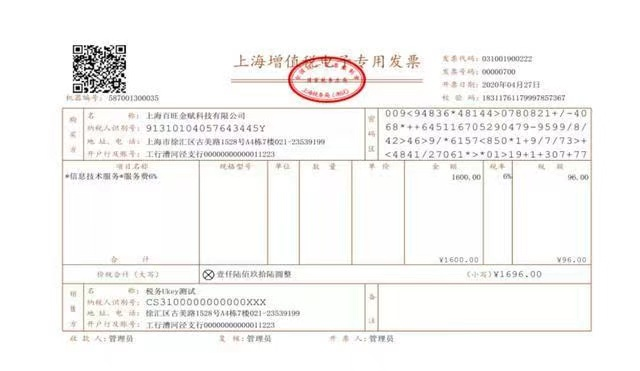 上海增值税电子专用发票
发票代码：031001900222
发票号码：00000700
开票日期：2020年04月27日
校 验 码：18311761179997857367
机器编号：587001300035
购买方
名 称：上海百旺金赋科技有限公司
纳税人识别号：91310104057643445Y
地 址、电 话：上海市徐汇区古美路1528号A4栋7楼021-23539199
开户行及账号：工行漕河泾支行0000000000000011223
密码区
009<94836*48144>0780821+/-40
68*++645116705290479-9599/8/
42>46>9/*6157<850*1+9/7/73>+
<4841/27061*>*01>19+1+307+77
项目名称 规格型号 单位 数量 单价 金额 税率 税额
*信息技术服务*服务费6% 1600.00 6% 96.00
合 计 ¥1600.00 ¥96.00
价税合计（大写） 壹仟陆佰玖拾陆圆整 （小写）¥1696.00
销售方
名 称：税务Ukey测试
纳税人识别号：CS3100000000000XXX
地 址、电 话：徐汇区古美路1528号A4栋7楼021-23539199
开户行及账号：工行漕河泾支行0000000000000011223
备注
收 款 人：管理员 复 核：管理员 开 票 人：管理员